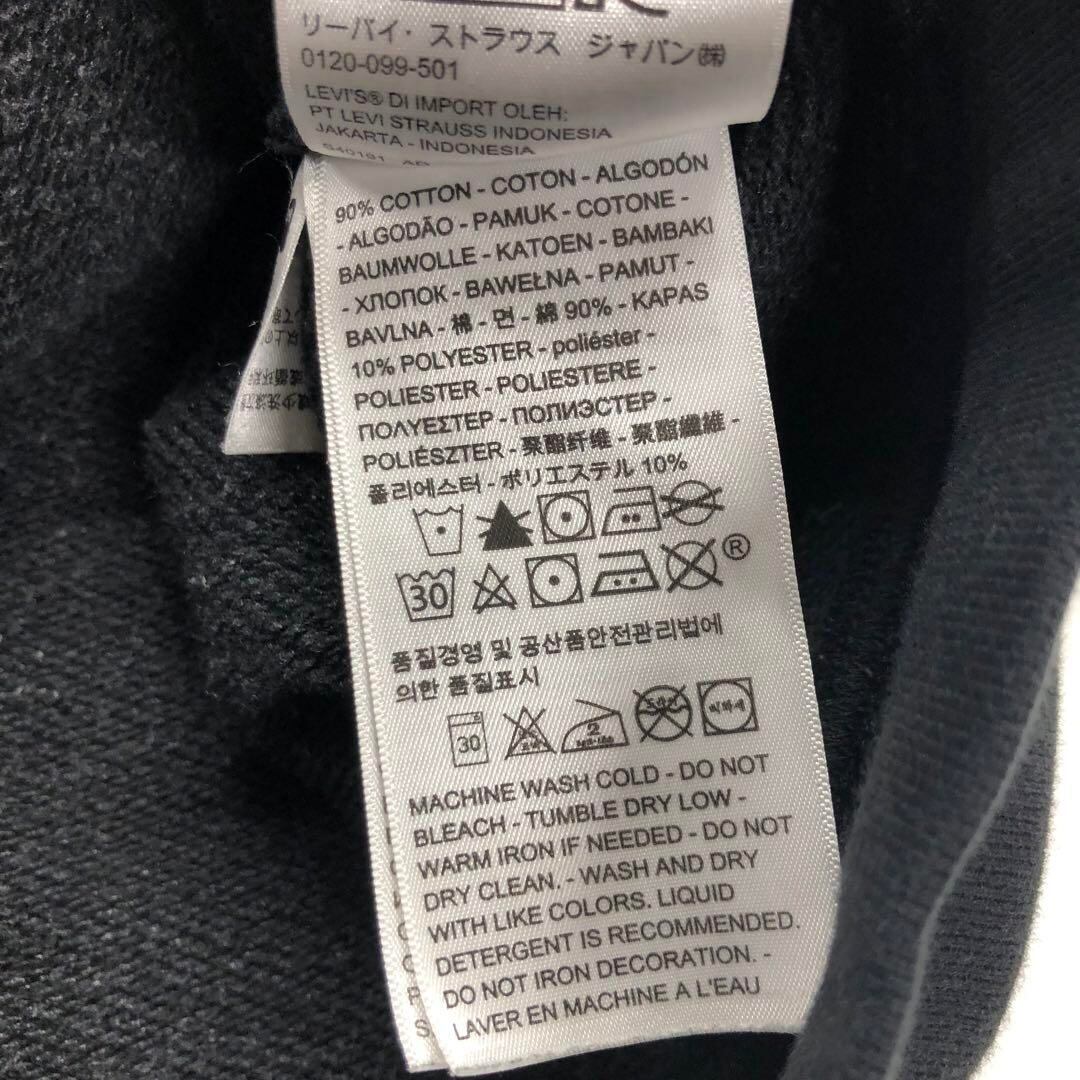 リーバイ・ストラウス ジャパン㈱
0120-099-501
LEVI'S® DI IMPORT OLEH:
PT LEVI STRAUSS INDONESIA
JAKARTA - INDONESIA
90% COTTON - COTON - ALGODÓN
- ALGODÃO - PAMUK - COTONE -
BAUMWOLLE - KATOEN - BAMBAKI
- ХЛОПОК - BAWEŁNA - PAMUT -
BAVLNA - 棉 - 면 - 綿 90% - KAPAS
10% POLYESTER - poliéster -
POLIESTER - POLIESTERE -
ΠΟΛΥΕΣΤΕΡ - ПОЛИЭСТЕР -
POLIÉSZTER - 聚酯纤维 - 聚酯纖維 -
폴리에스터 - ポリエステル 10%
30 ®
품질경영 및 공산품안전관리법에
의한 품질표시
30 2
MACHINE WASH COLD - DO NOT
BLEACH - TUMBLE DRY LOW -
WARM IRON IF NEEDED - DO NOT
DRY CLEAN. - WASH AND DRY
WITH LIKE COLORS. LIQUID
DETERGENT IS RECOMMENDED.
DO NOT IRON DECORATION. -
LAVER EN MACHINE A L'EAU